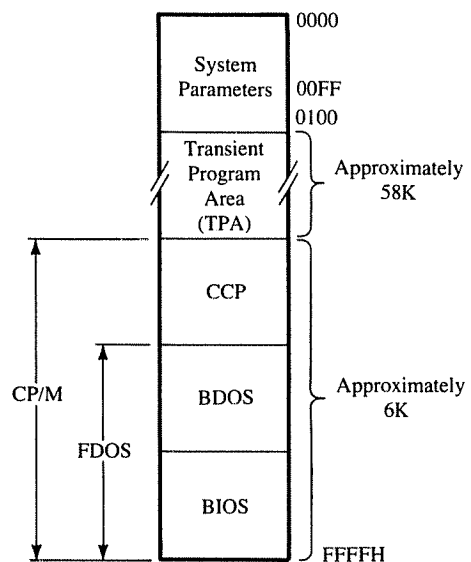 0000
System
Parameters
00FF
0100
Transient
Program
Area
(TPA)
Approximately
58K
CCP
CP/M
FDOS
BDOS
Approximately
6K
BIOS
FFFFH